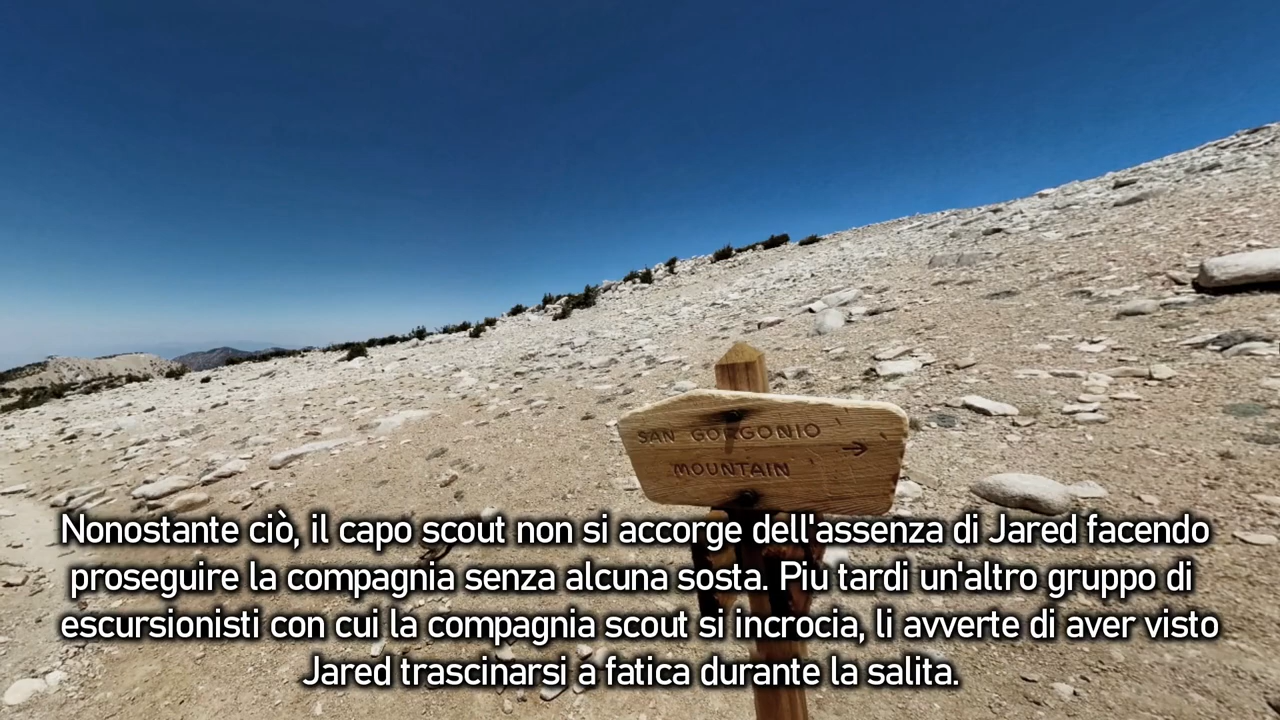 SAN GORGONIO →
MOUNTAIN
Nonostante ciò, il capo scout non si accorge dell'assenza di Jared facendo
proseguire la compagnia senza alcuna sosta. Piu tardi un'altro gruppo di
escursionisti con cui la compagnia scout si incrocia, li avverte di aver visto
Jared trascinarsi a fatica durante la salita.